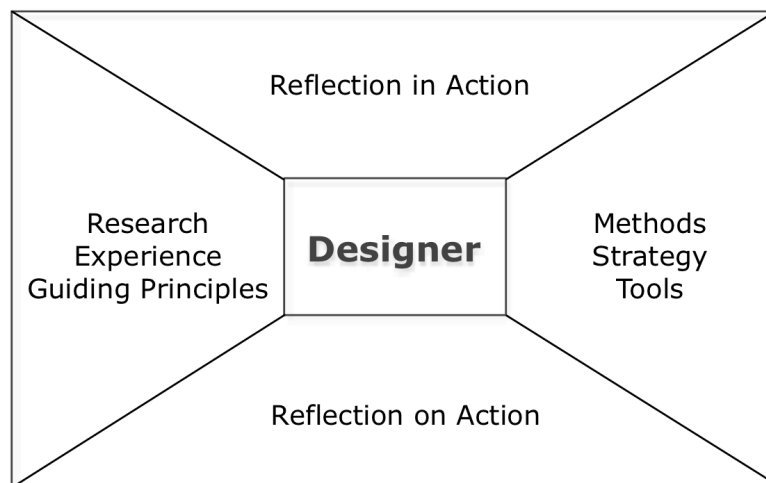 Reflection in Action
Research
Experience
Guiding Principles
Designer
Methods
Strategy
Tools
Reflection on Action